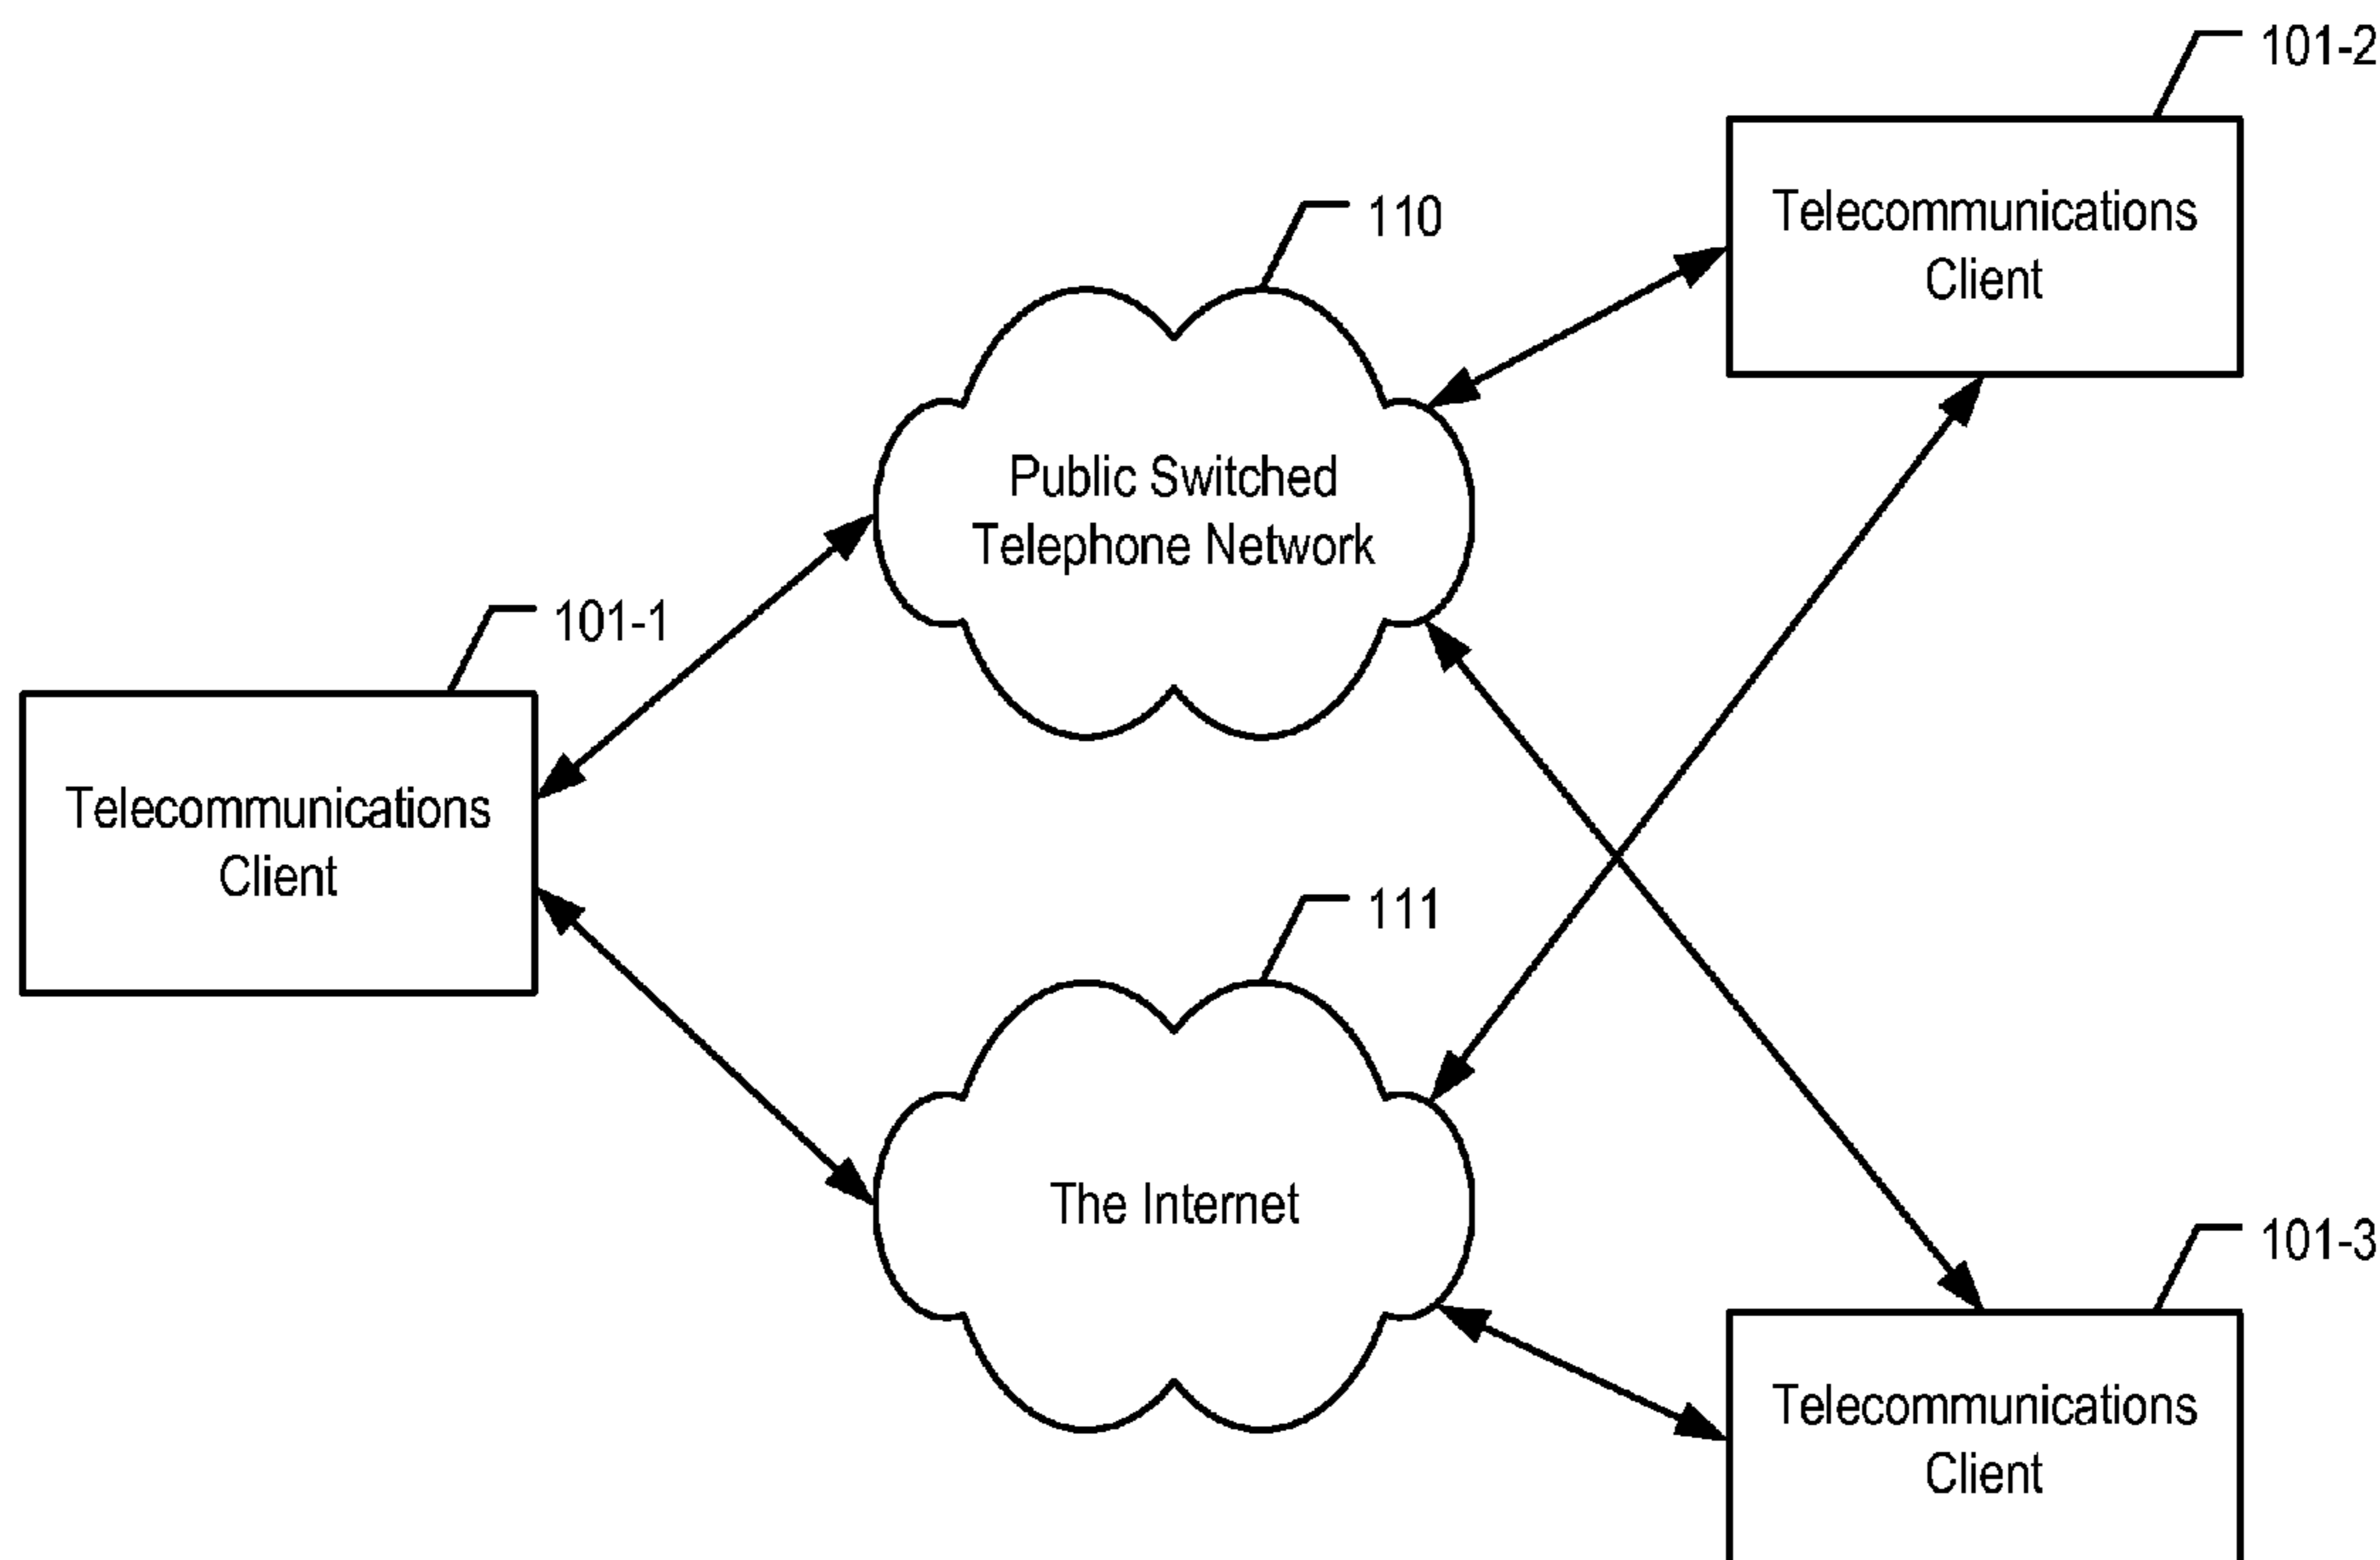 101-2
Telecommunications
Client
110
Public Switched
Telephone Network
101-1
Telecommunications
Client
111
The Internet
101-3
Telecommunications
Client